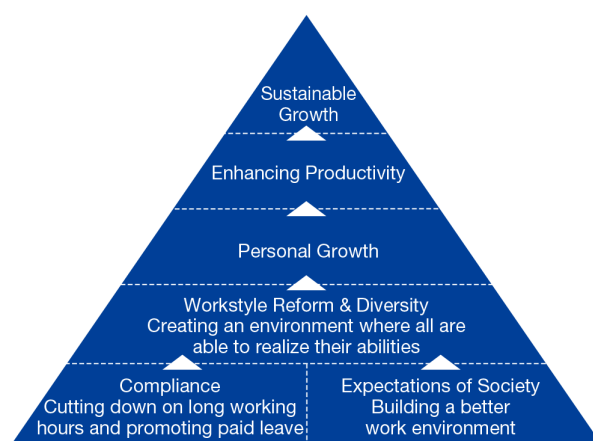 Sustainable
Growth
Enhancing Productivity
Personal Growth
Workstyle Reform & Diversity
Creating an environment where all are
able to realize their abilities
Compliance
Cutting down on long working
hours and promoting paid leave
Expectations of Society
Building a better
work environment